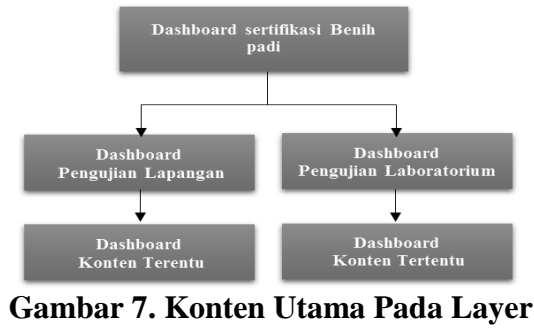 Dashboard sertifikasi Benih
padi
Dashboard
Pengujian Lapangan
Dashboard
Pengujian Laboratorium
Dashboard
Konten Terentu
Dashboard
Konten Tertentu
Gambar 7. Konten Utama Pada Layer